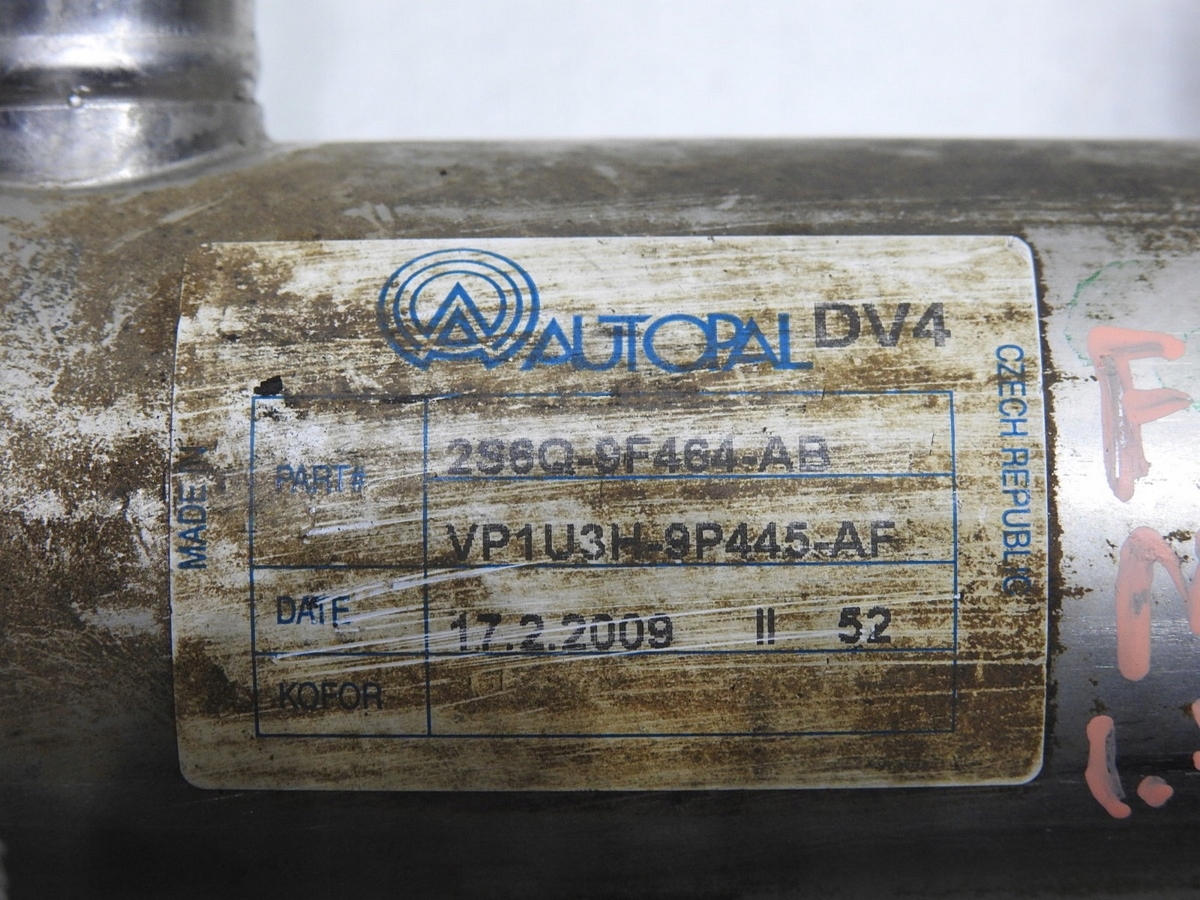 AUTOPAL DV4
MADE IN
CZECH REPUBLIC
PART# 2S6Q-9F464-AB
VP1U3H-9P445-AF
DATE 17.2.2009 II 52
KOFOR